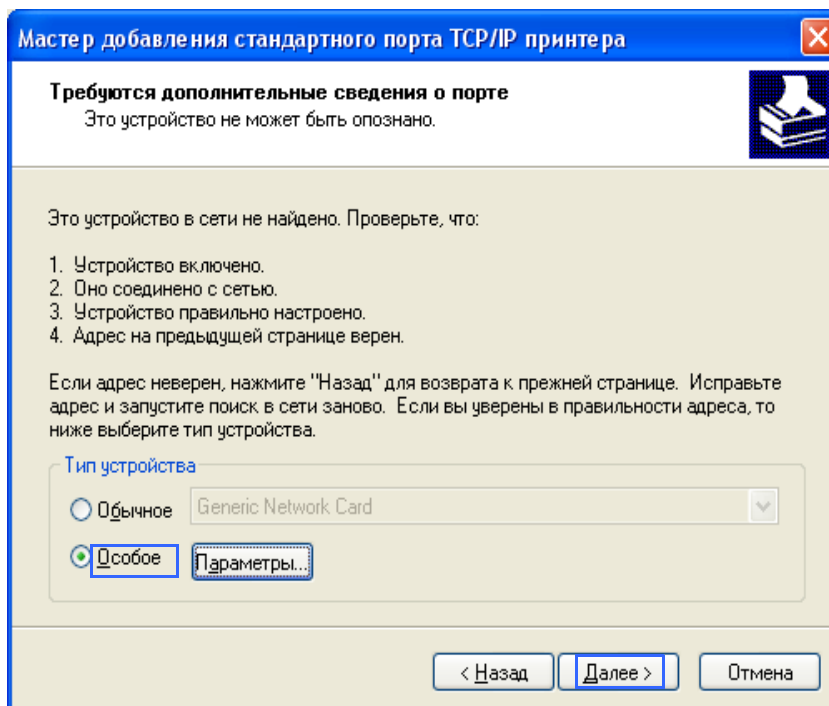 Мастер добавления стандартного порта TCP/IP принтера
Требуются дополнительные сведения о порте
Это устройство не может быть опознано.
Это устройство в сети не найдено. Проверьте, что:
1. Устройство включено.
2. Оно соединено с сетью.
3. Устройство правильно настроено.
4. Адрес на предыдущей странице верен.
Если адрес неверен, нажмите "Назад" для возврата к прежней странице. Исправьте
адрес и запустите поиск в сети заново. Если вы уверены в правильности адреса, то
ниже выберите тип устройства.
Тип устройства
Обычное Generic Network Card
Особое Параметры...
< Назад Далее > Отмена